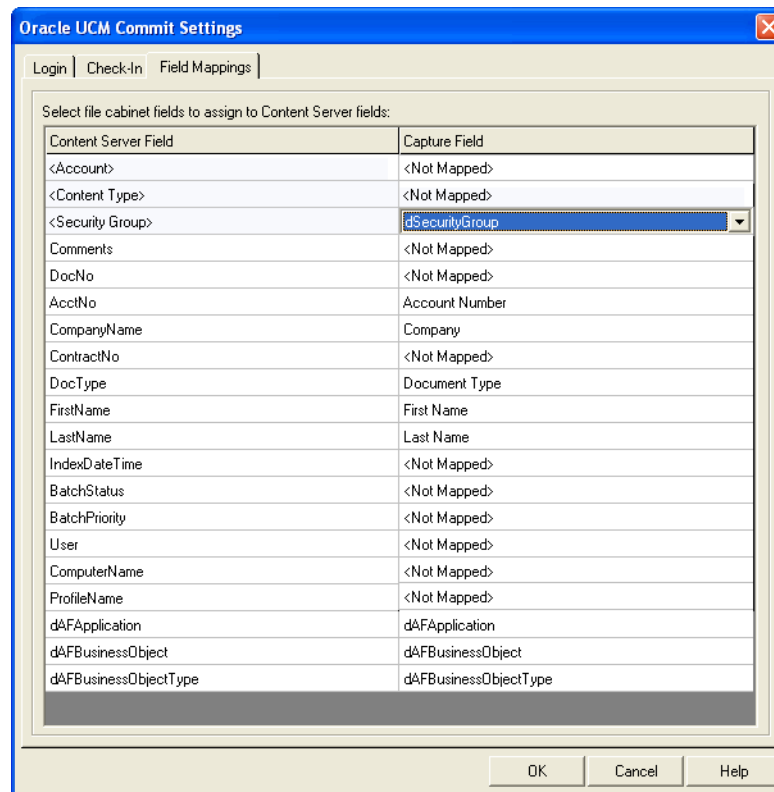 Oracle UCM Commit Settings
Login Check-In Field Mappings
Select file cabinet fields to assign to Content Server fields:
Content Server Field Capture Field
<Account> <Not Mapped>
<Content Type> <Not Mapped>
<Security Group> dSecurityGroup
Comments <Not Mapped>
DocNo <Not Mapped>
AcctNo Account Number
CompanyName Company
ContractNo <Not Mapped>
DocType Document Type
FirstName First Name
LastName Last Name
IndexDateTime <Not Mapped>
BatchStatus <Not Mapped>
BatchPriority <Not Mapped>
User <Not Mapped>
ComputerName <Not Mapped>
ProfileName <Not Mapped>
dAFApplication dAFApplication
dAFBusinessObject dAFBusinessObject
dAFBusinessObjectType dAFBusinessObjectType
OK Cancel Help